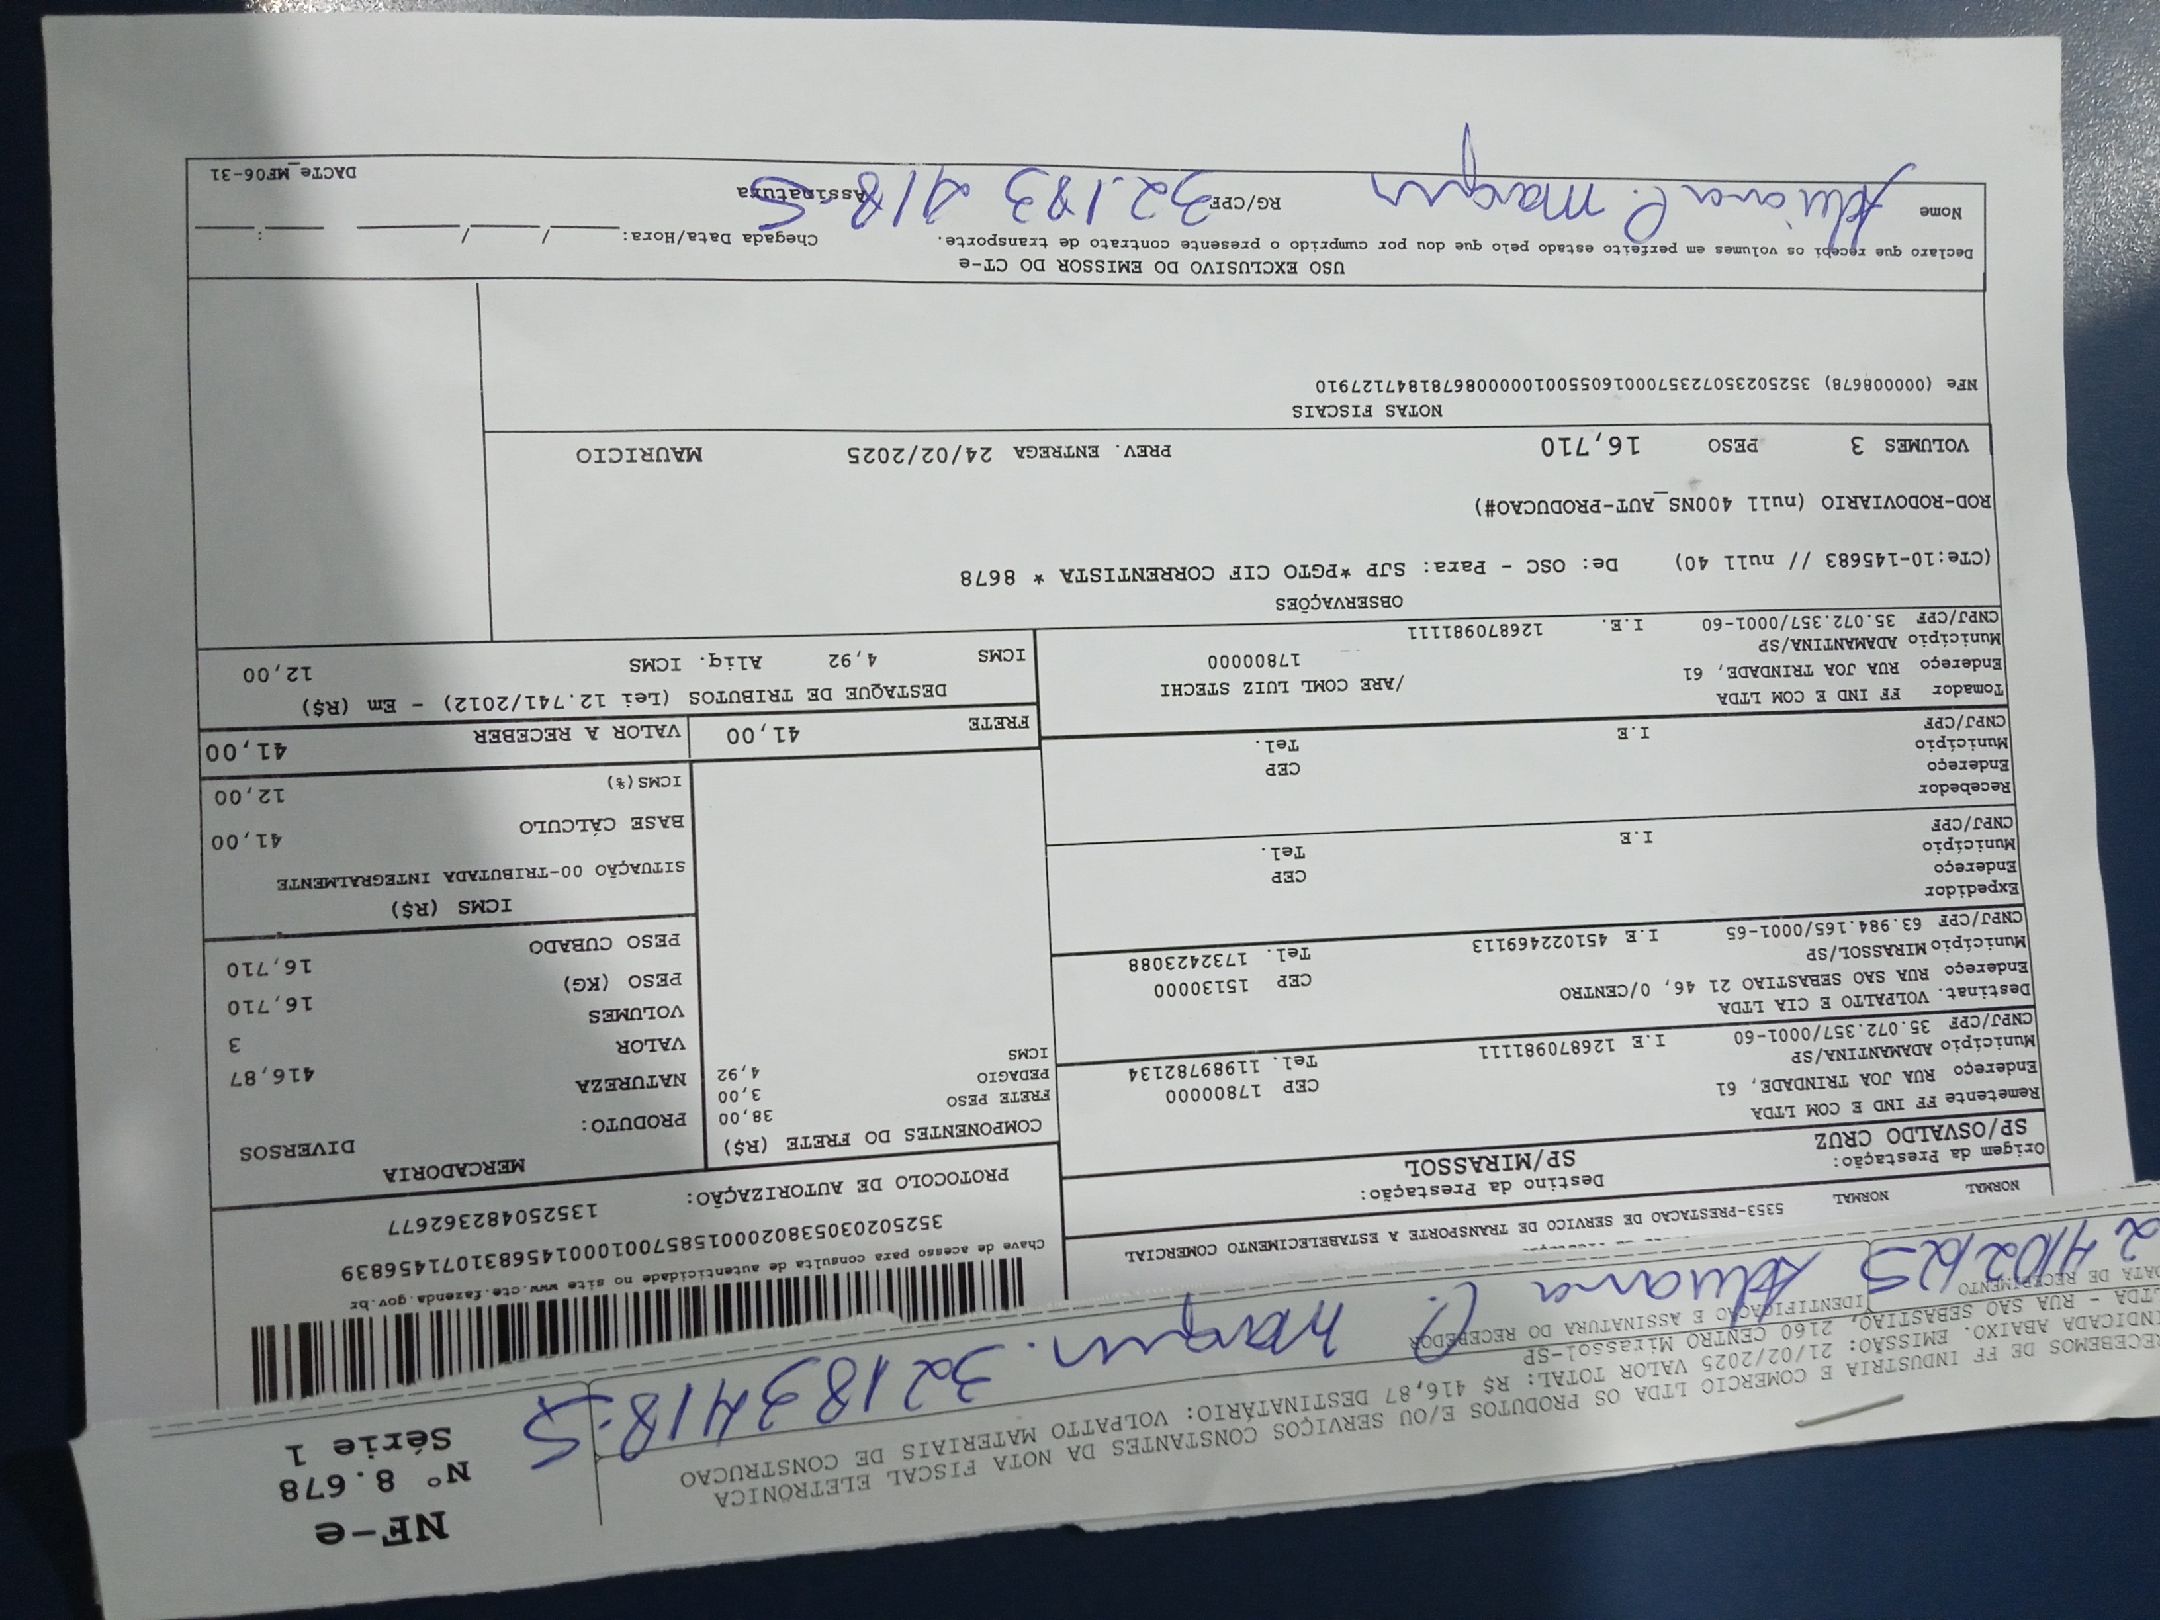 NF-e
Nº 8.678
Série 1
RECEBEMOS DE FF INDUSTRIA E COMERCIO LTDA OS PRODUTOS E/OU SERVIÇOS CONSTANTES DA NOTA FISCAL ELETRÔNICA
INDICADA ABAIXO. EMISSÃO: 21/02/2025 VALOR TOTAL: R$ 416,87 DESTINATÁRIO: VOLPATTO MATERIAIS DE CONSTRUCAO
LTDA - RUA SAO SEBASTIAO, 2160 CENTRO Mirassol-SP
DATA DE RECEBIMENTO
IDENTIFICAÇÃO E ASSINATURA DO RECEBEDOR
24/02/25
32183418-5
Chave de acesso para consulta de autenticidade no site www.cte.fazenda.gov.br
35250203053802000158570010001456831071456839
PROTOCOLO DE AUTORIZAÇÃO: 135250482362677
NORMAL NORMAL 5353-PRESTACAO DE SERVICO DE TRANSPORTE A ESTABELECIMENTO COMERCIAL
Origem da Prestação: Destino da Prestação:
SP/OSVALDO CRUZ SP/MIRASSOL
Remetente FF IND E COM LTDA
Endereço RUA JOA TRINDADE, 61 CEP 17800000
Município ADAMANTINA/SP Tel. 11989782134
CNPJ/CPF 35.072.357/0001-60 I.E 126870981111
Destinat. VOLPALTO E CIA LTDA
Endereço RUA SAO SEBASTIAO 21 46, 0/CENTRO CEP 15130000
Município MIRASSOL/SP Tel. 1732423088
CNPJ/CPF 63.984.165/0001-65 I.E 451022469113
Expedidor
Endereço CEP
Município Tel.
CNPJ/CPF I.E
Recebedor
Endereço CEP
Município Tel.
CNPJ/CPF I.E
Tomador FF IND E COM LTDA
Endereço RUA JOA TRINDADE, 61 /ARE COML LUIZ STECHI
Município ADAMANTINA/SP 17800000
CNPJ/CPF 35.072.357/0001-60 I.E. 126870981111
COMPONENTES DO FRETE (R$)
FRETE PESO 38,00
PEDAGIO 3,00
ICMS 4,92
MERCADORIA
PRODUTO: DIVERSOS
NATUREZA
VALOR 416,87
VOLUMES 3
PESO (KG) 16,710
PESO CUBADO 16,710
ICMS (R$)
SITUAÇÃO 00-TRIBUTADA INTEGRALMENTE
BASE CÁLCULO 41,00
ICMS(%) 12,00
FRETE 41,00 VALOR A RECEBER 41,00
DESTAQUE DE TRIBUTOS (Lei 12.741/2012) - Em (R$)
ICMS 4,92 Aliq. ICMS 12,00
OBSERVAÇÕES
(CTe:10-145683 // null 40) De: OSC - Para: SJP *PGTO CIF CORRENTISTA * 8678
ROD-RODOVIARIO (null 400NS_AUT-PRODUCAO#)
VOLUMES 3 PESO 16,710 PREV. ENTREGA 24/02/2025 MAURICIO
NOTAS FISCAIS
NFe (000008678) 35250235072357000160550010000086781847127910
USO EXCLUSIVO DO EMISSOR DO CT-e
Declaro que recebi os volumes em perfeito estado pelo que dou por cumprido o presente contrato de transporte.
Chegada Data/Hora: ____/____/____ ____:____
Nome
RG/CPF 32.183 418-5
Assinatura
DACTe_MF06-31